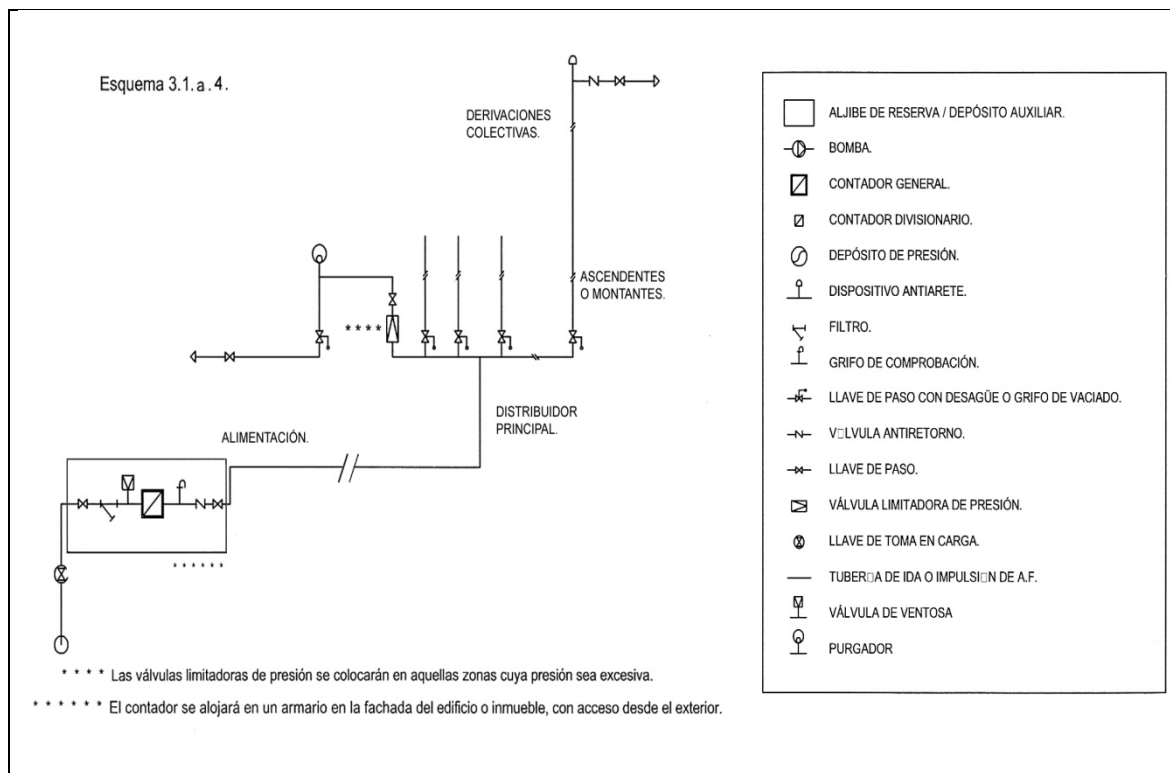 Esquema 3.1.a.4.
DERIVACIONES
COLECTIVAS.
ASCENDENTES
O MONTANTES.
* * * *
DISTRIBUIDOR
PRINCIPAL.
ALIMENTACIÓN.
* * * * * *
* * * * Las válvulas limitadoras de presión se colocarán en aquellas zonas cuya presión sea excesiva.
* * * * * * El contador se alojará en un armario en la fachada del edificio o inmueble, con acceso desde el exterior.
ALJIBE DE RESERVA / DEPÓSITO AUXILIAR.
BOMBA.
CONTADOR GENERAL.
CONTADOR DIVISIONARIO.
DEPÓSITO DE PRESIÓN.
DISPOSITIVO ANTIARETE.
FILTRO.
GRIFO DE COMPROBACIÓN.
LLAVE DE PASO CON DESAGÜE O GRIFO DE VACIADO.
V□LVULA ANTIRETORNO.
LLAVE DE PASO.
VÁLVULA LIMITADORA DE PRESIÓN.
LLAVE DE TOMA EN CARGA.
TUBER□A DE IDA O IMPULSI□N DE A.F.
VÁLVULA DE VENTOSA
PURGADOR